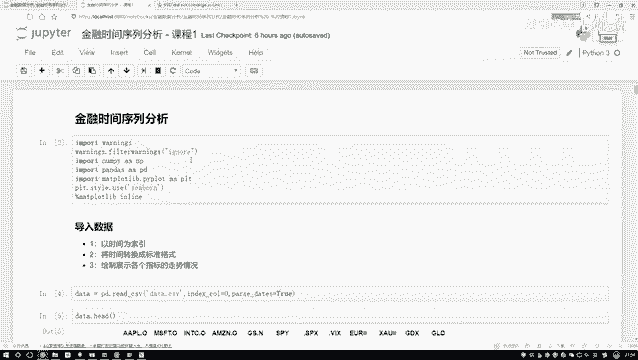 jupyter 金融时间序列分析 - 课程1 Last Checkpoint: 6 hours ago (autosaved)
File Edit View Insert Cell Kernel Widgets Help
Not Trusted Python 3
Code
金融时间序列分析
import warnings
warnings.filterwarnings("ignore")
import numpy as np
import pandas as pd
import matplotlib.pyplot as plt
plt.style.use("seaborn")
%matplotlib inline
导入数据
1：以时间为索引
2：将时间转换成标准格式
3：绘制展示各个指标的走势情况
In [4]: data = pd.read_csv("data.csv",index_col=0,parse_dates=True)
In [5]: data.head()
AAPL.O MSFT.O INTC.O AMZN.O GS.N SPY .SPX .VIX EUR= XAU= GDX GLD